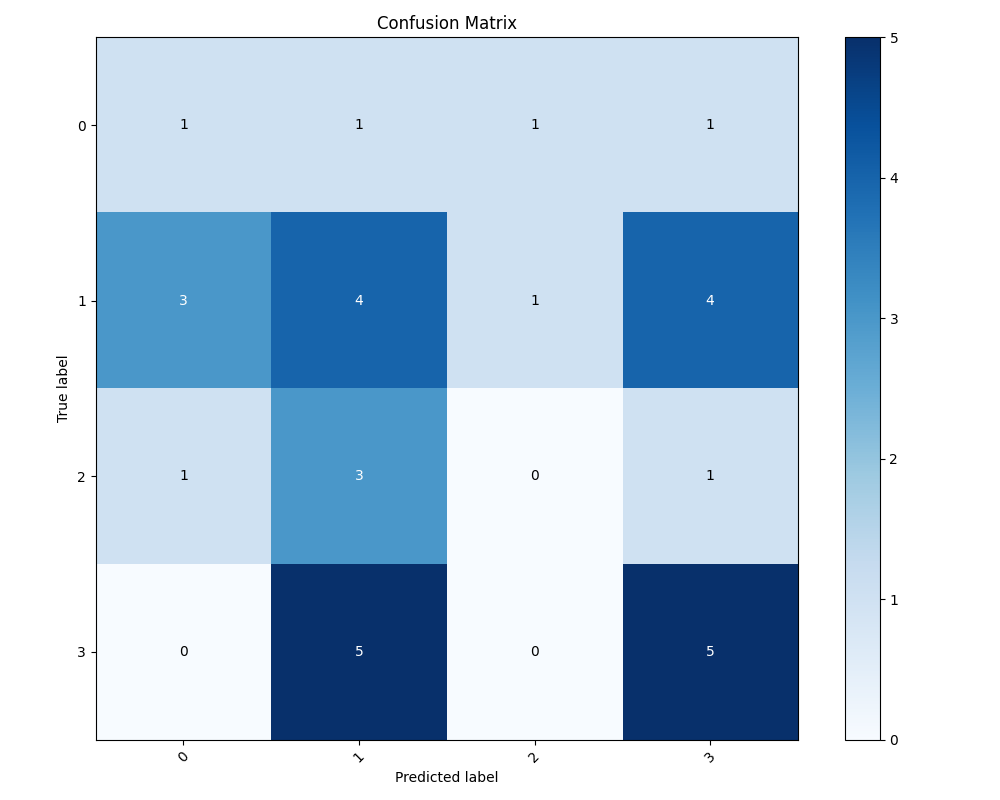 Confusion Matrix
True label
0 1 1 1 1
1 3 4 1 4
2 1 3 0 1
3 0 5 0 5
0 1 2 3
Predicted label
5
4
3
2
1
0